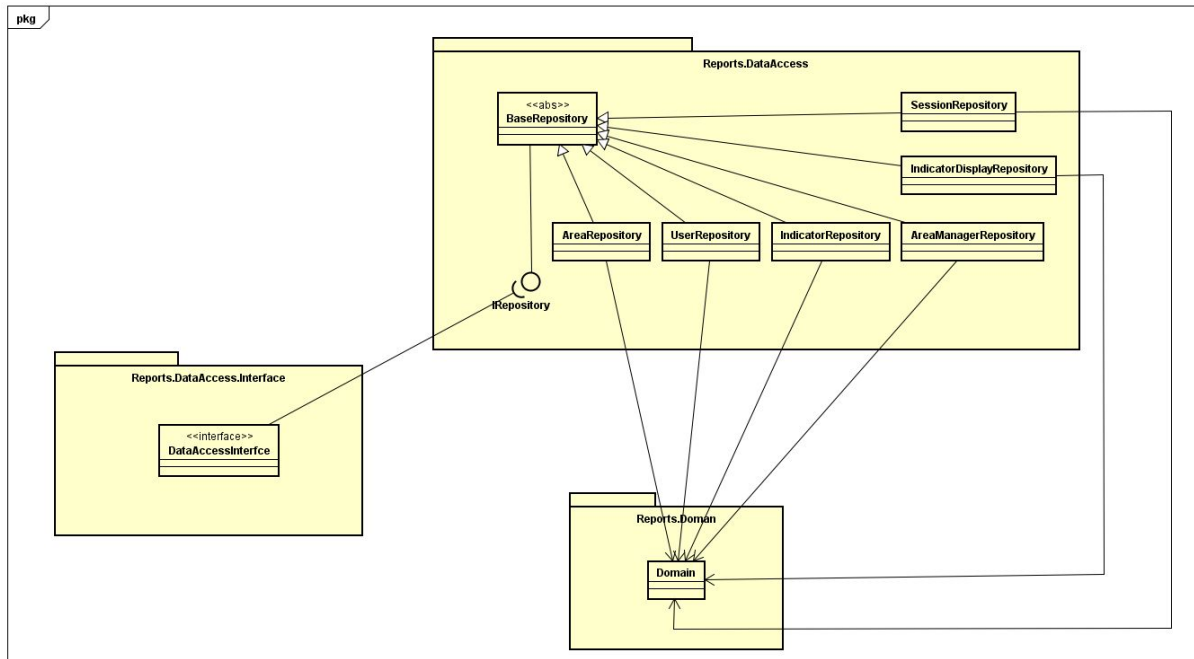 pkg
Reports.DataAccess
<<abs>>
BaseRepository
SessionRepository
IndicatorDisplayRepository
AreaRepository
UserRepository
IndicatorRepository
AreaManagerRepository
IRepository
Reports.DataAccess.Interface
<<interface>>
DataAccessInterfce
Reports.Doman
Domain